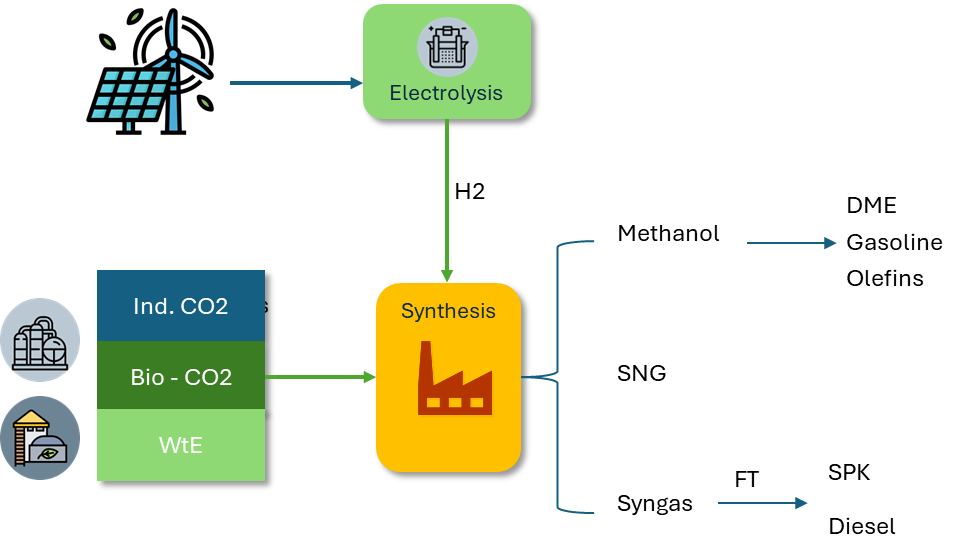 Electrolysis
H2
DME
Methanol
Gasoline
Olefins
Ind. CO2
Synthesis
Bio - CO2
SNG
WtE
FT
SPK
Syngas
Diesel